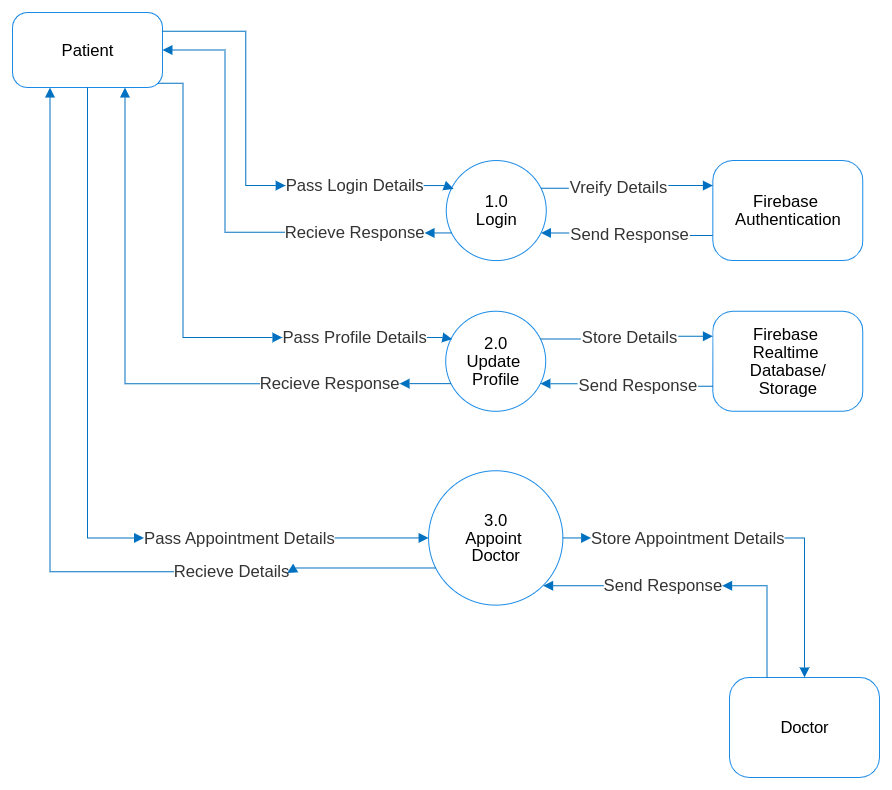 Patient
Pass Login Details
1.0
Login
Vreify Details
Firebase
Authentication
Recieve Response
Send Response
Pass Profile Details
2.0
Update
Profile
Store Details
Firebase
Realtime
Database/
Storage
Recieve Response
Send Response
Pass Appointment Details
3.0
Appoint
Doctor
Store Appointment Details
Recieve Details
Send Response
Doctor